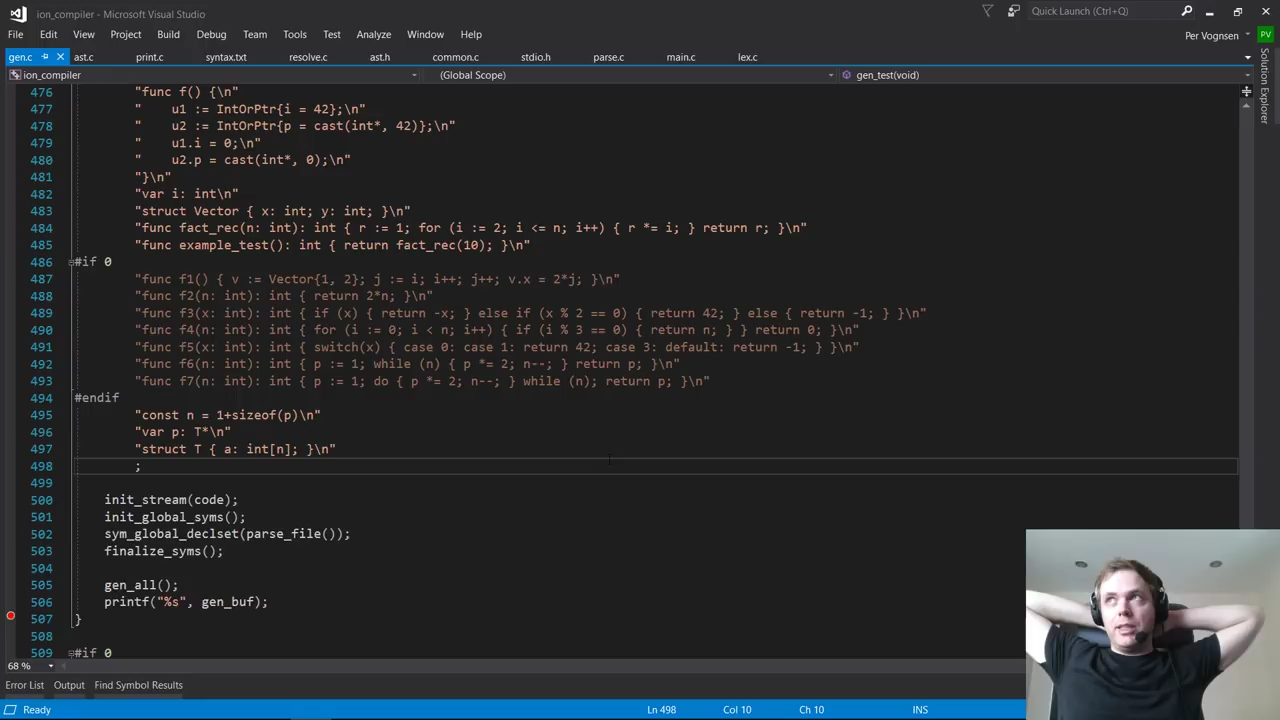 ion_compiler - Microsoft Visual Studio
Quick Launch (Ctrl+Q)
File Edit View Project Build Debug Team Tools Test Analyze Window Help
Per Vognsen PV
gen.c ast.c print.c syntax.txt resolve.c ast.h common.c stdio.h parse.c main.c lex.c
ion_compiler (Global Scope) gen_test(void)
Solution Explorer
476 "func f() {\n"
477 "    u1 := IntOrPtr{i = 42};\n"
478 "    u2 := IntOrPtr{p = cast(int*, 42)};\n"
479 "    u1.i = 0;\n"
480 "    u2.p = cast(int*, 0);\n"
481 "}\n"
482 "var i: int\n"
483 "struct Vector { x: int; y: int; }\n"
484 "func fact_rec(n: int): int { r := 1; for (i := 2; i <= n; i++) { r *= i; } return r; }\n"
485 "func example_test(): int { return fact_rec(10); }\n"
486 #if 0
487 "func f1() { v := Vector{1, 2}; j := i; i++; j++; v.x = 2*j; }\n"
488 "func f2(n: int): int { return 2*n; }\n"
489 "func f3(x: int): int { if (x) { return -x; } else if (x % 2 == 0) { return 42; } else { return -1; } }\n"
490 "func f4(n: int): int { for (i := 0; i < n; i++) { if (i % 3 == 0) { return n; } } return 0; }\n"
491 "func f5(x: int): int { switch(x) { case 0: case 1: return 42; case 3: default: return -1; } }\n"
492 "func f6(n: int): int { p := 1; while (n) { p *= 2; n--; } return p; }\n"
493 "func f7(n: int): int { p := 1; do { p *= 2; n--; } while (n); return p; }\n"
494 #endif
495 "const n = 1+sizeof(p)\n"
496 "var p: T*\n"
497 "struct T { a: int[n]; }\n"
498 ;
499
500 init_stream(code);
501 init_global_syms();
502 sym_global_declset(parse_file());
503 finalize_syms();
504
505 gen_all();
506 printf("%s", gen_buf);
507 }
508
509 #if 0
68 %
Error List Output Find Symbol Results
Ready Ln 498 Col 10 Ch 10 INS